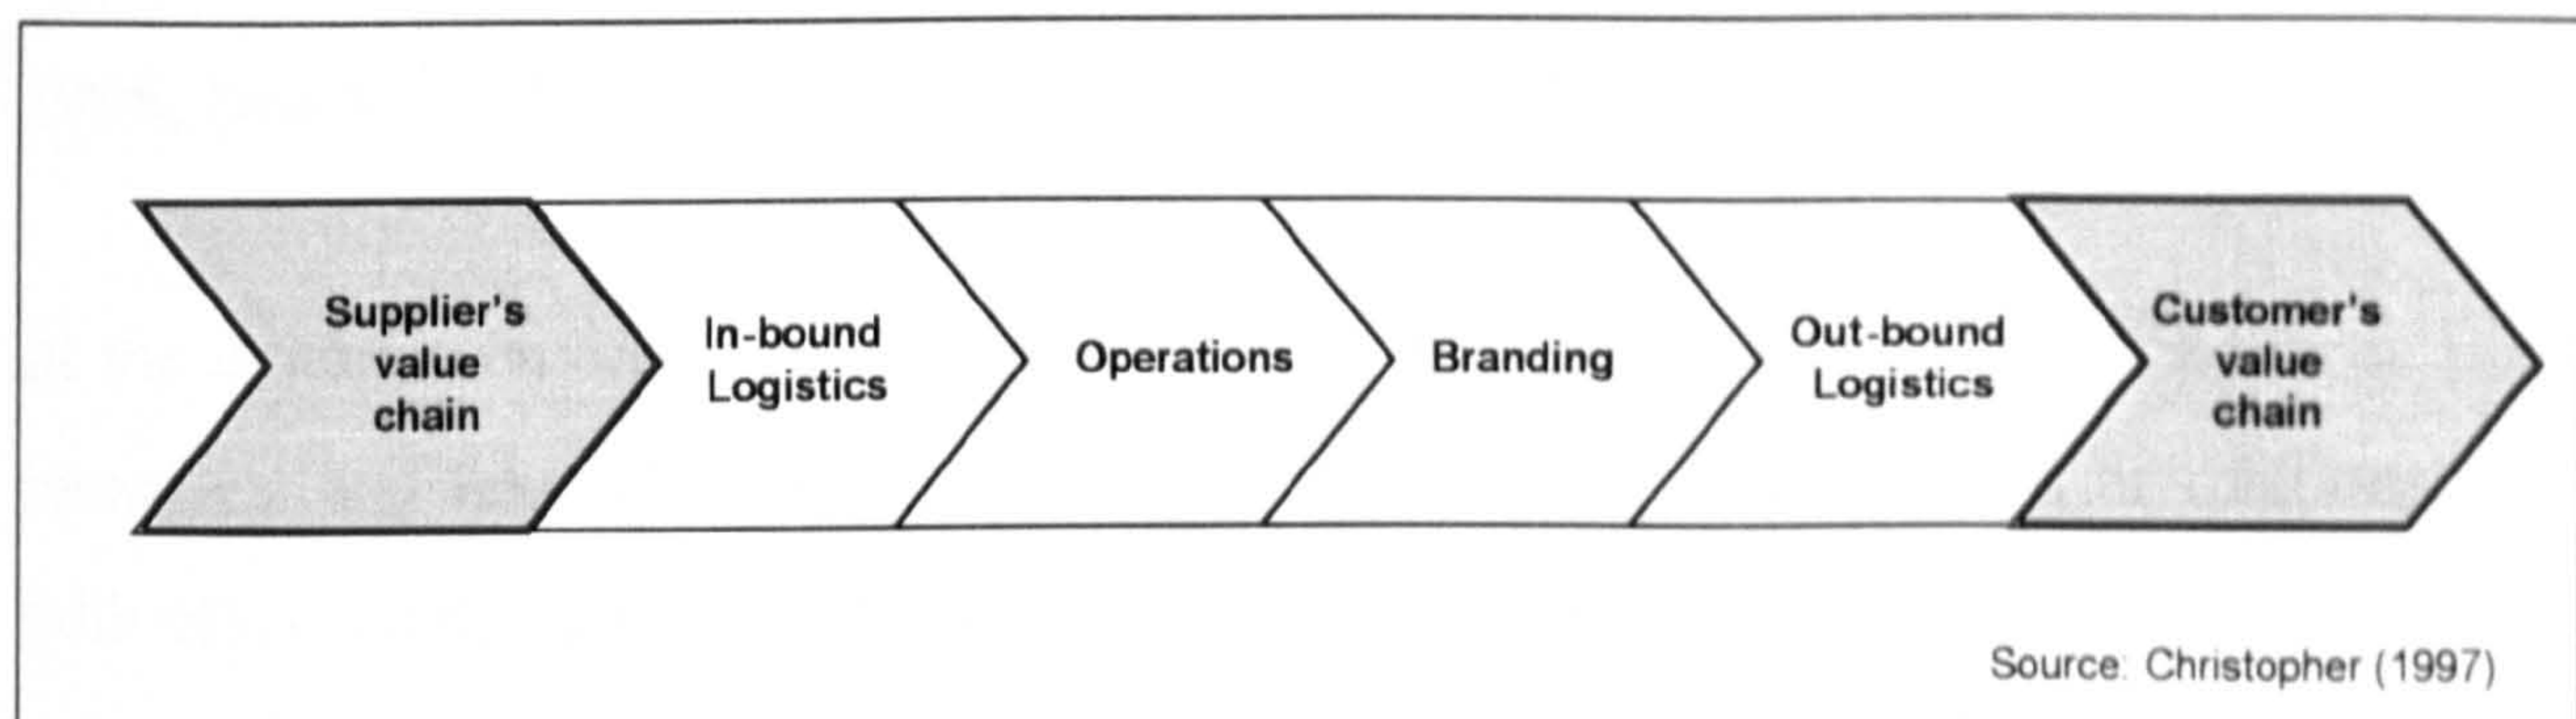 Supplier's
value
chain
In-bound
Logistics
Operations
Branding
Out-bound
Logistics
Customer's
value
chain
Source: Christopher (1997)